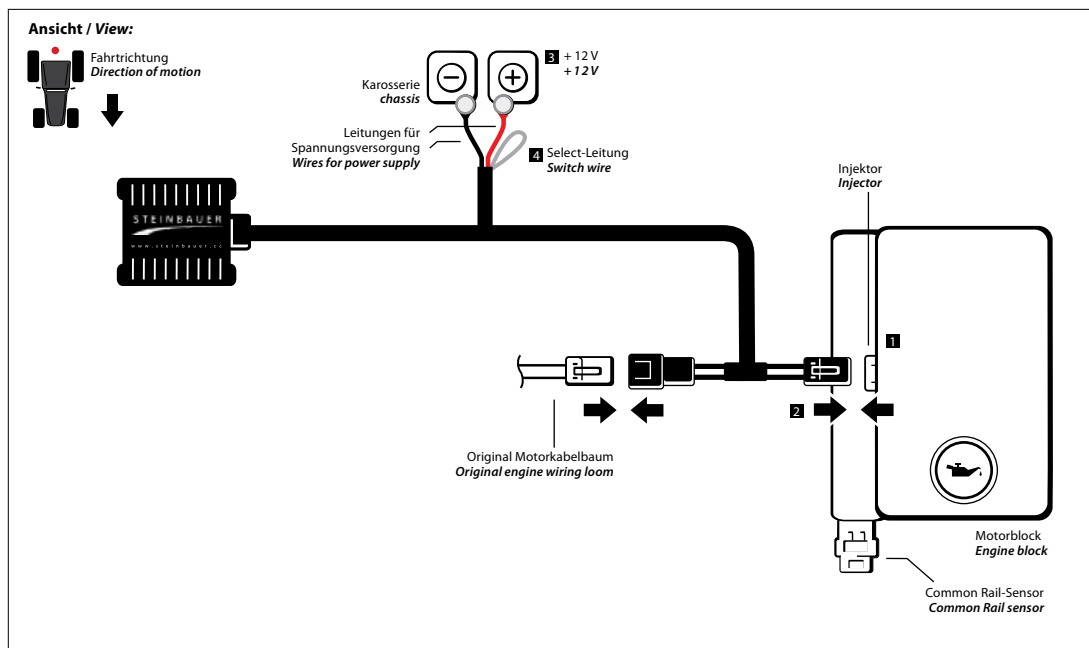 Ansicht / View:
Fahrtrichtung
Direction of motion
3 + 12 V
+ 12 V
Karosserie
chassis
Leitungen für
Spannungsversorgung
Wires for power supply
4 Select-Leitung
Switch wire
Injektor
Injector
STEINBAUER
www.steinbauer.cc
1
2
Original Motorkabelbaum
Original engine wiring loom
Motorblock
Engine block
Common Rail-Sensor
Common Rail sensor